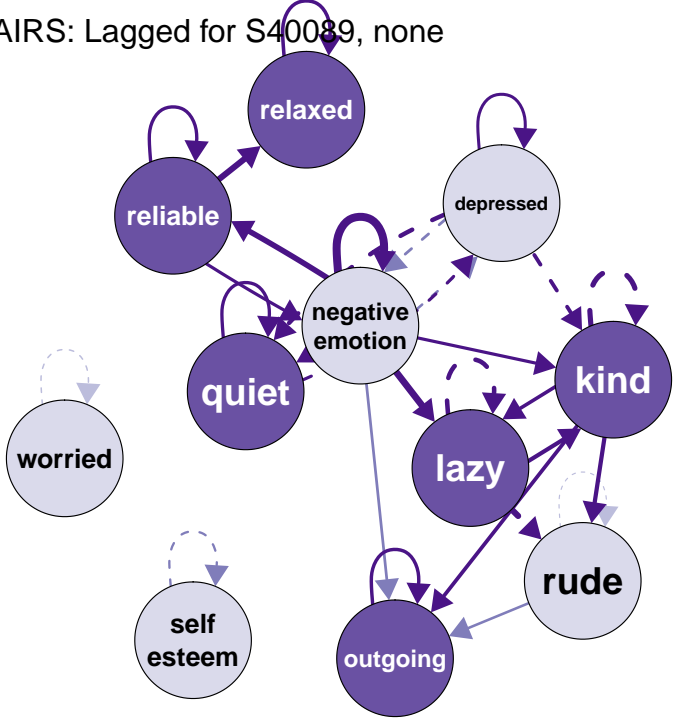 AIRS: Lagged for S40089, none
relaxed
depressed
reliable
negative
emotion
quiet
kind
worried
lazy
rude
self
esteem
outgoing